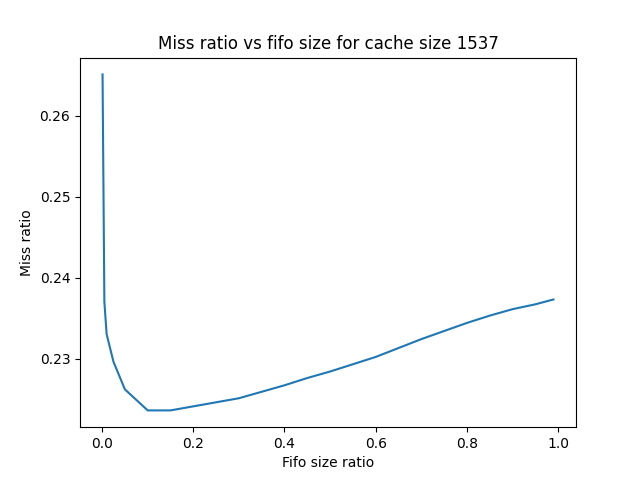 Miss ratio vs fifo size for cache size 1537
0.26
0.25
0.24
0.23
Miss ratio
0.0 0.2 0.4 0.6 0.8 1.0
Fifo size ratio